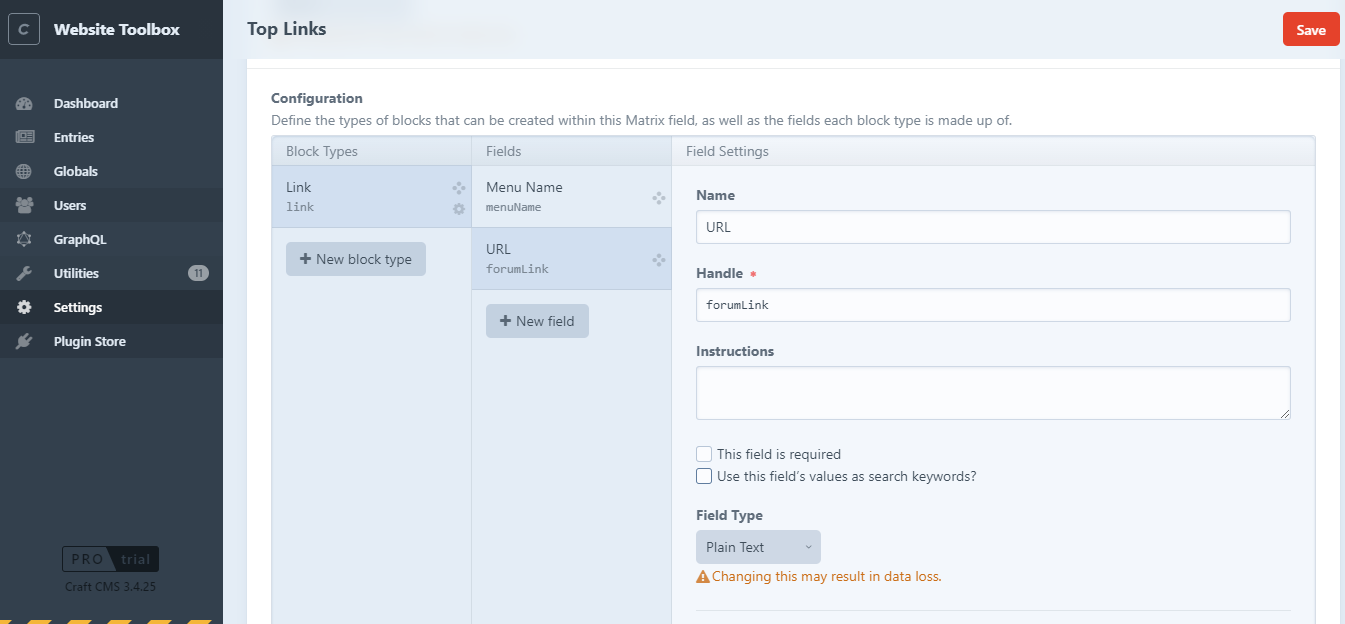 C Website Toolbox
Top Links
Save
Dashboard
Entries
Globals
Users
GraphQL
Utilities 11
Settings
Plugin Store
PRO trial
Craft CMS 3.4.25
Configuration
Define the types of blocks that can be created within this Matrix field, as well as the fields each block type is made up of.
Block Types
Link
link
New block type
Fields
Menu Name
menuName
URL
forumLink
New field
Field Settings
Name
URL
Handle
forumLink
Instructions
This field is required
Use this field's values as search keywords?
Field Type
Plain Text
Changing this may result in data loss.